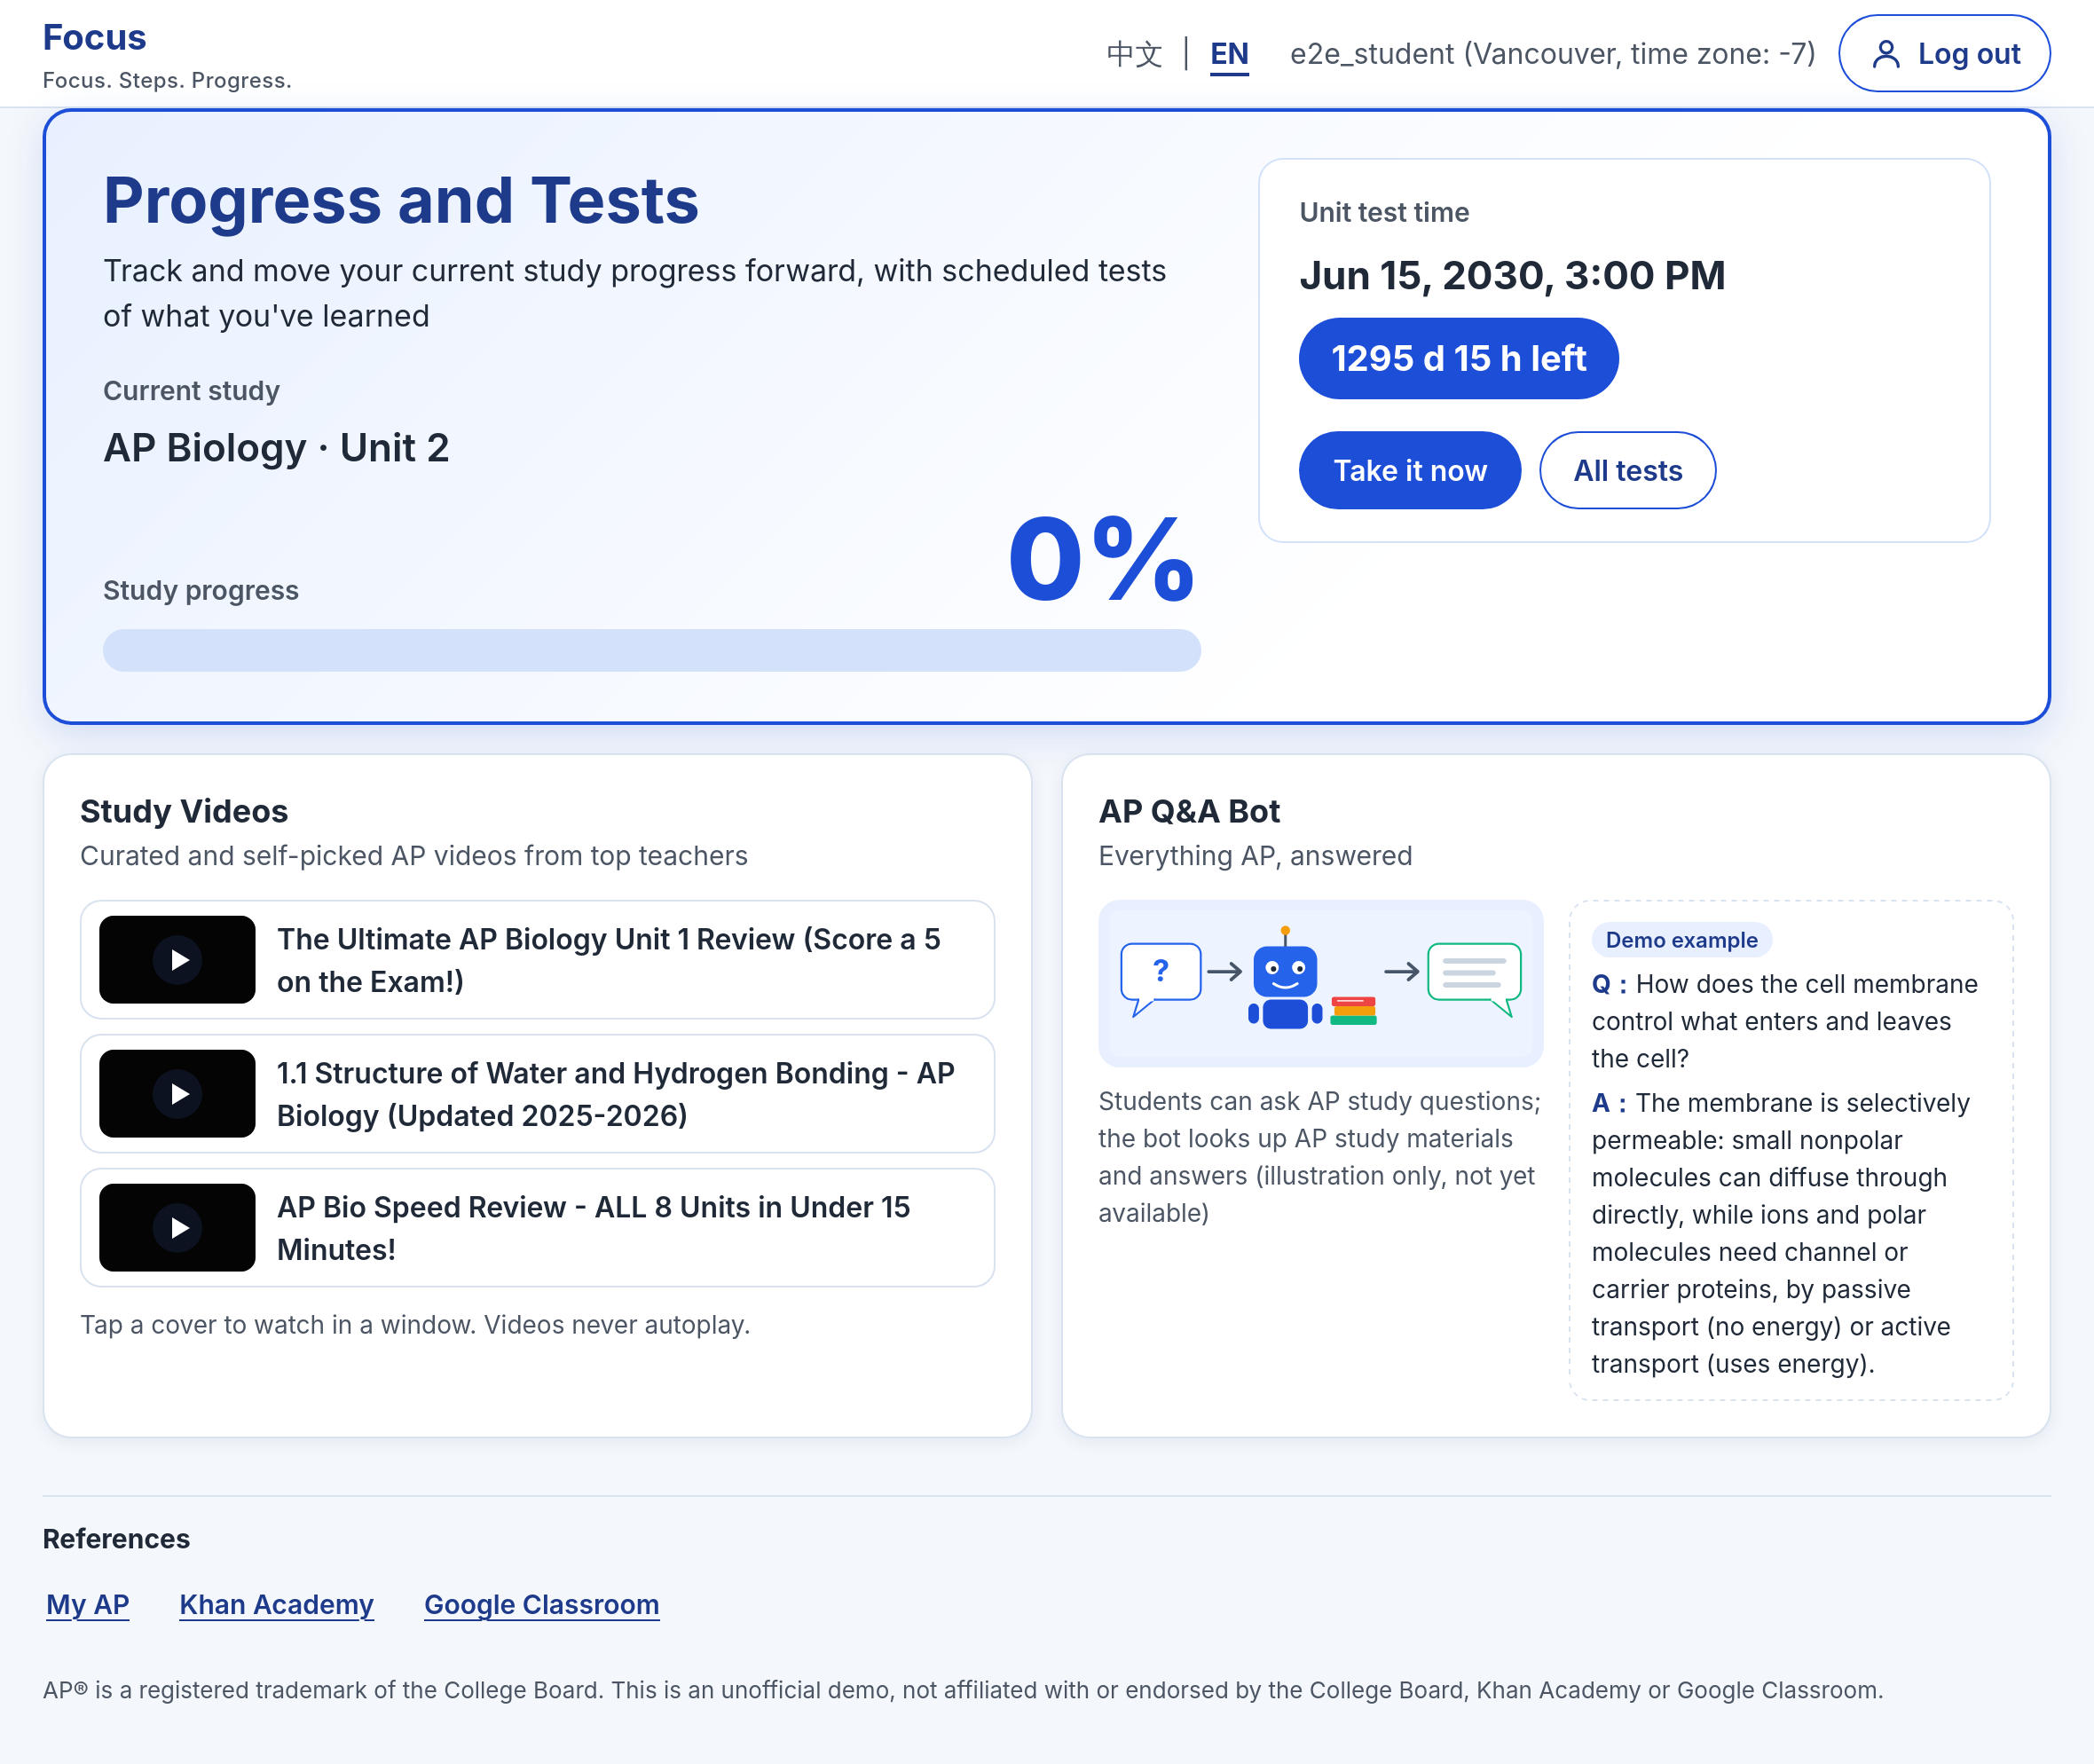 Focus
Focus. Steps. Progress.
中文 | EN
e2e_student (Vancouver, time zone: -7)
Log out
Progress and Tests
Track and move your current study progress forward, with scheduled tests
of what you've learned
Current study
AP Biology · Unit 2
Study progress
0%
Unit test time
Jun 15, 2030, 3:00 PM
1295 d 15 h left
Take it now
All tests
Study Videos
Curated and self-picked AP videos from top teachers
The Ultimate AP Biology Unit 1 Review (Score a 5
on the Exam!)
1.1 Structure of Water and Hydrogen Bonding - AP
Biology (Updated 2025-2026)
AP Bio Speed Review - ALL 8 Units in Under 15
Minutes!
Tap a cover to watch in a window. Videos never autoplay.
AP Q&A Bot
Everything AP, answered
?
Students can ask AP study questions;
the bot looks up AP study materials
and answers (illustration only, not yet
available)
Demo example
Q：How does the cell membrane
control what enters and leaves
the cell?
A：The membrane is selectively
permeable: small nonpolar
molecules can diffuse through
directly, while ions and polar
molecules need channel or
carrier proteins, by passive
transport (no energy) or active
transport (uses energy).
References
My AP
Khan Academy
Google Classroom
AP® is a registered trademark of the College Board. This is an unofficial demo, not affiliated with or endorsed by the College Board, Khan Academy or Google Classroom.